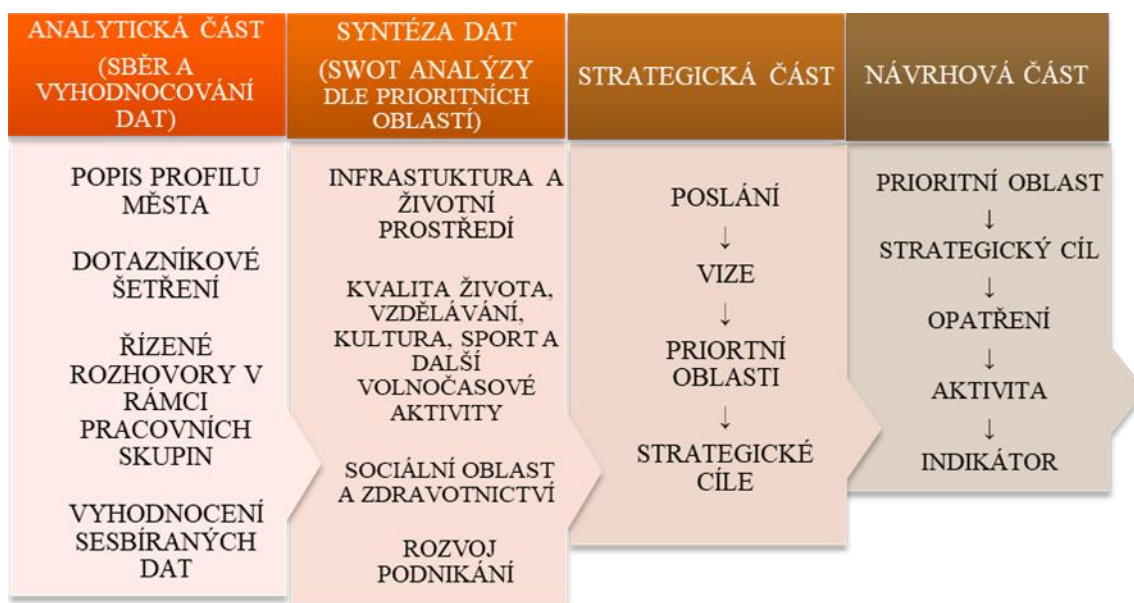 ANALYTICKÁ ČÁST
(SBĚR A
VYHODNOCOVÁNÍ
DAT)
POPIS PROFILU
MĚSTA
DOTAZNÍKOVÉ
ŠETŘENÍ
ŘÍZENÉ
ROZHOVORY V
RÁMCI
PRACOVNÍCH
SKUPIN
VYHODNOCENÍ
SESBÍRANÝCH
DAT
SYNTÉZA DAT
(SWOT ANALÝZY
DLE PRIORITNÍCH
OBLASTÍ)
INFRASTUKTURA A
ŽIVOTNÍ
PROSTŘEDÍ
KVALITA ŽIVOTA,
VZDĚLÁVÁNÍ,
KULTURA, SPORT A
DALŠÍ
VOLNOČASOVÉ
AKTIVITY
SOCIÁLNÍ OBLAST
A ZDRAVOTNICTVÍ
ROZVOJ
PODNIKÁNÍ
STRATEGICKÁ ČÁST
POSLÁNÍ
↓
VIZE
↓
PRIORTNÍ
OBLASTI
↓
STRATEGICKÉ
CÍLE
NÁVRHOVÁ ČÁST
PRIORITNÍ OBLAST
↓
STRATEGICKÝ CÍL
↓
OPATŘENÍ
↓
AKTIVITA
↓
INDIKÁTOR